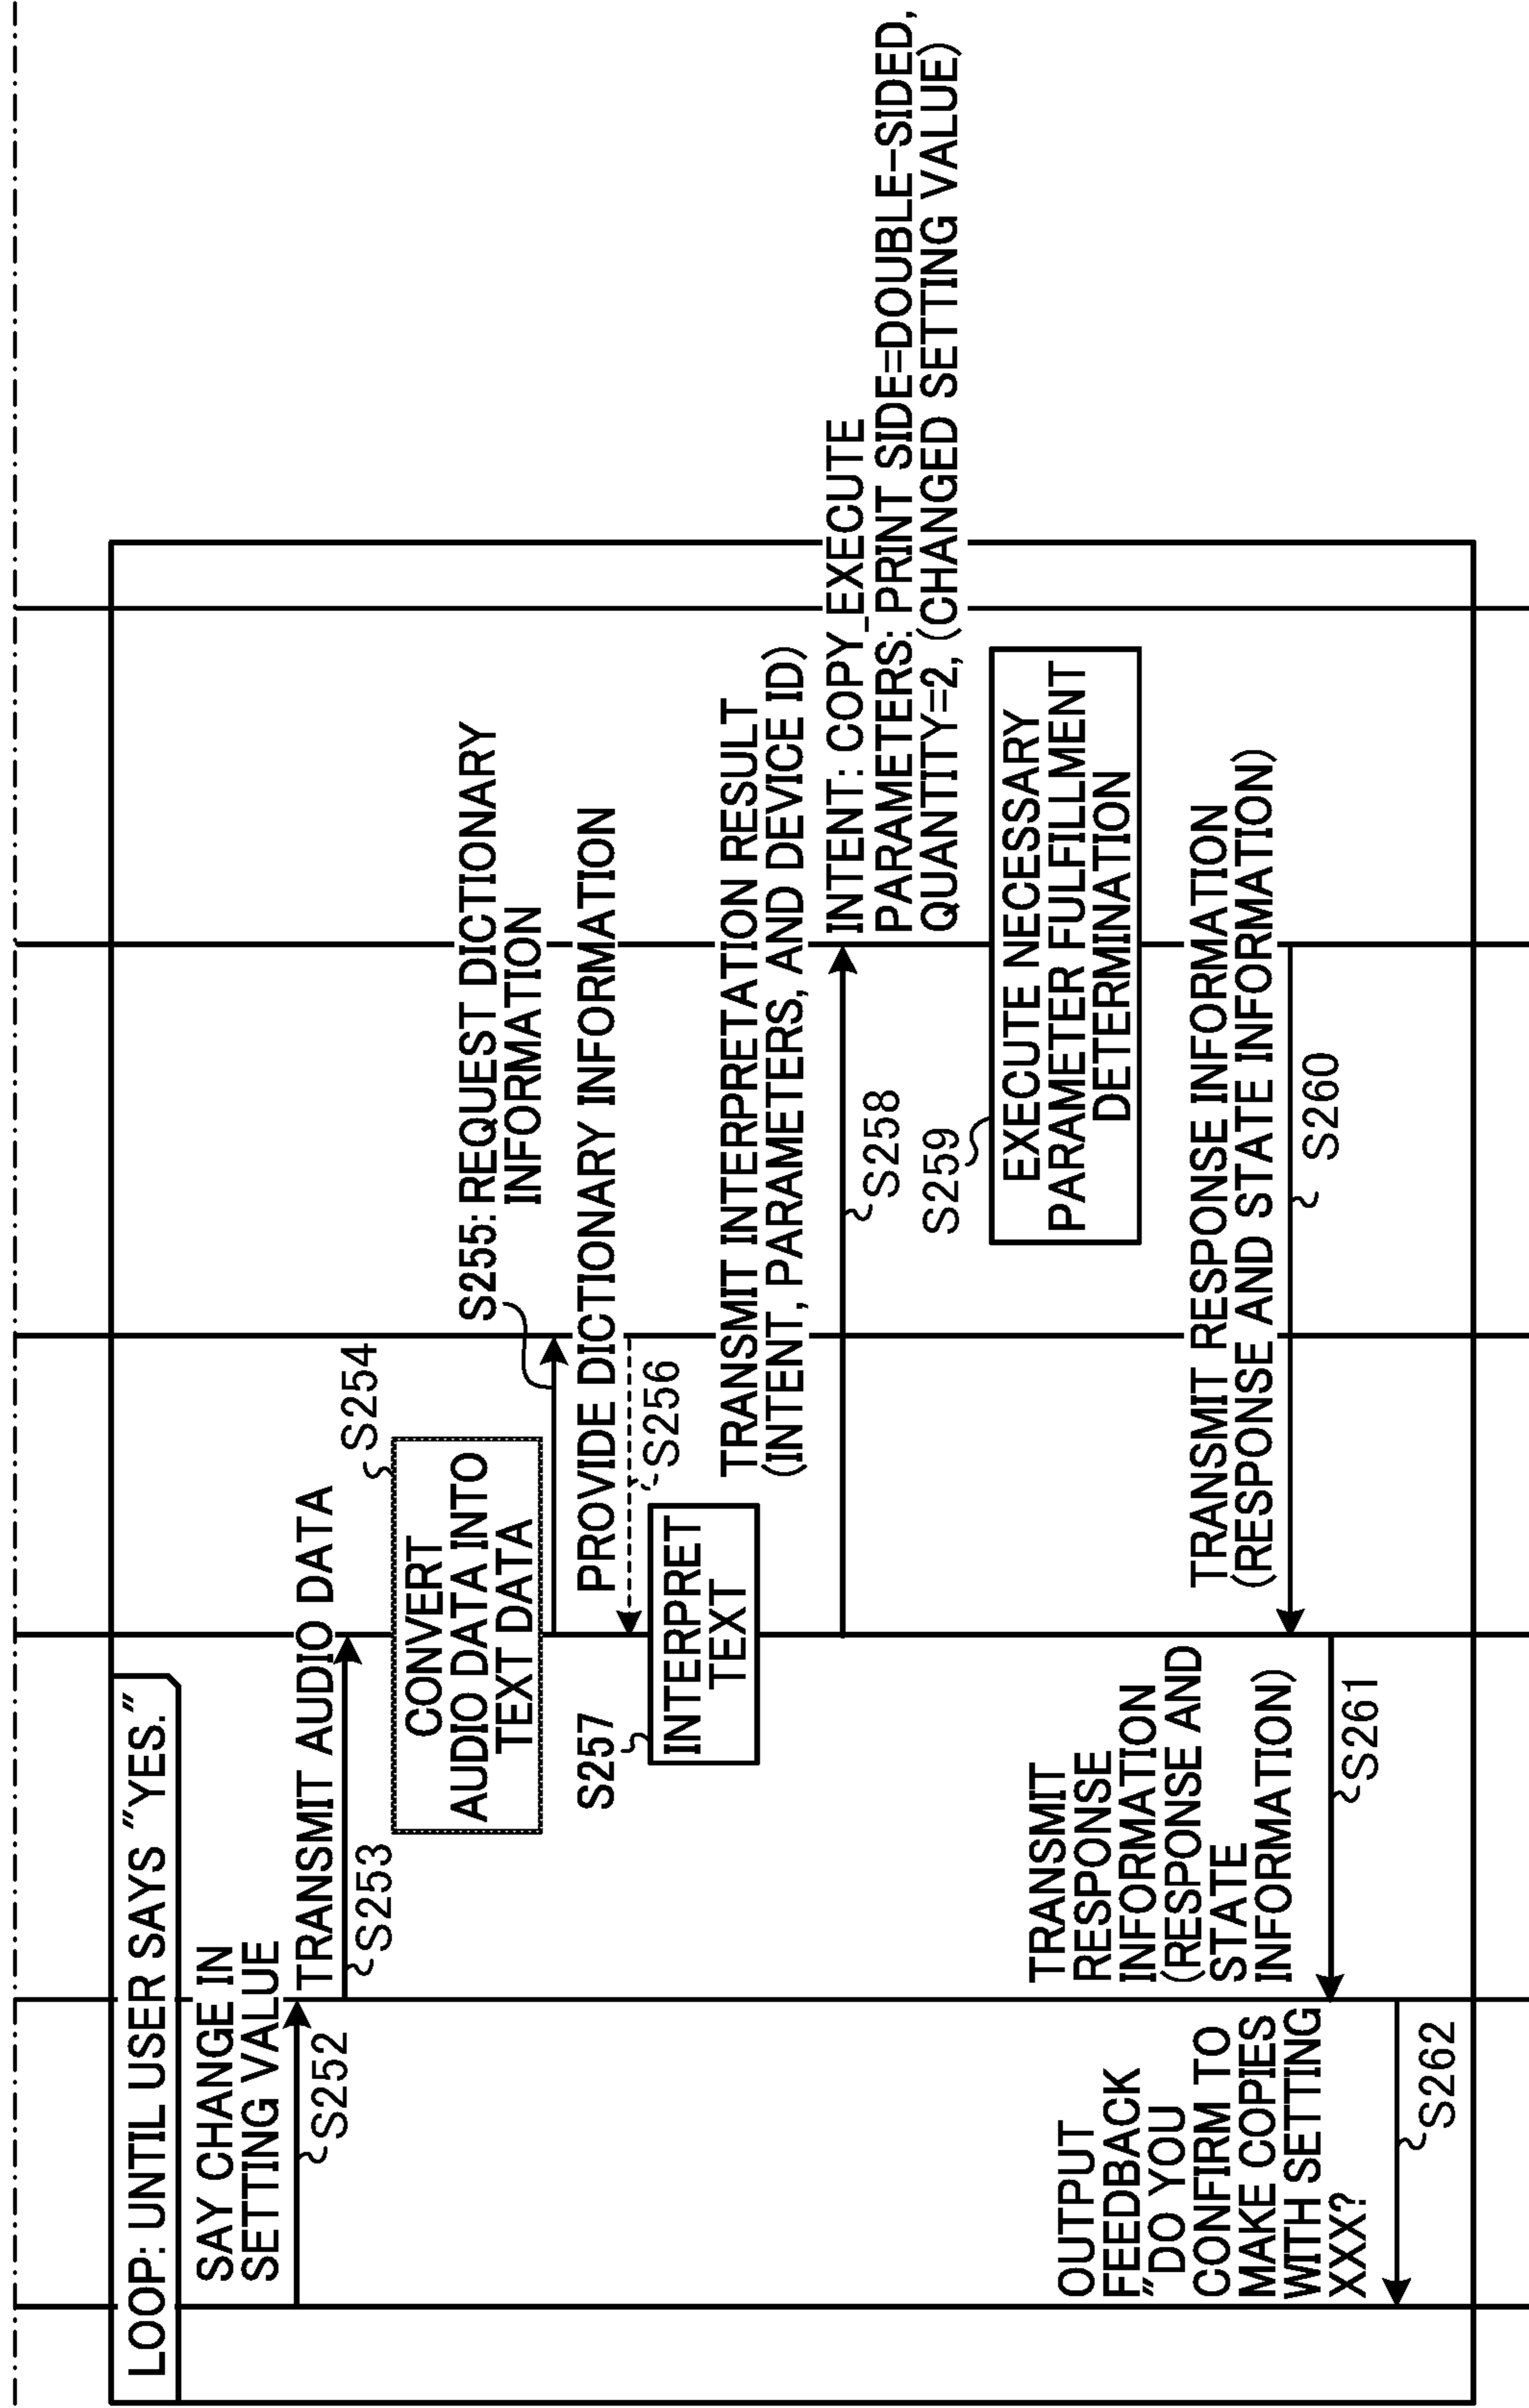 LOOP: UNTIL USER SAYS "YES."
SAY CHANGE IN
SETTING VALUE
S252
TRANSMIT AUDIO DATA
S253
S254
CONVERT
AUDIO DATA INTO
TEXT DATA
S255: REQUEST DICTIONARY
INFORMATION
PROVIDE DICTIONARY INFORMATION
S256
S257
INTERPRET
TEXT
TRANSMIT INTERPRETATION RESULT
(INTENT, PARAMETERS, AND DEVICE ID)
S258
INTENT: COPY_EXECUTE
PARAMETERS: PRINT SIDE=DOUBLE-SIDED,
QUANTITY=2, (CHANGED SETTING VALUE)
S259
EXECUTE NECESSARY
PARAMETER FULFILLMENT
DETERMINATION
TRANSMIT RESPONSE INFORMATION
(RESPONSE AND STATE INFORMATION)
S260
TRANSMIT
RESPONSE
INFORMATION
(RESPONSE AND
STATE
INFORMATION)
S261
OUTPUT
FEEDBACK
"DO YOU
CONFIRM TO
MAKE COPIES
WITH SETTING
XXX?
S262